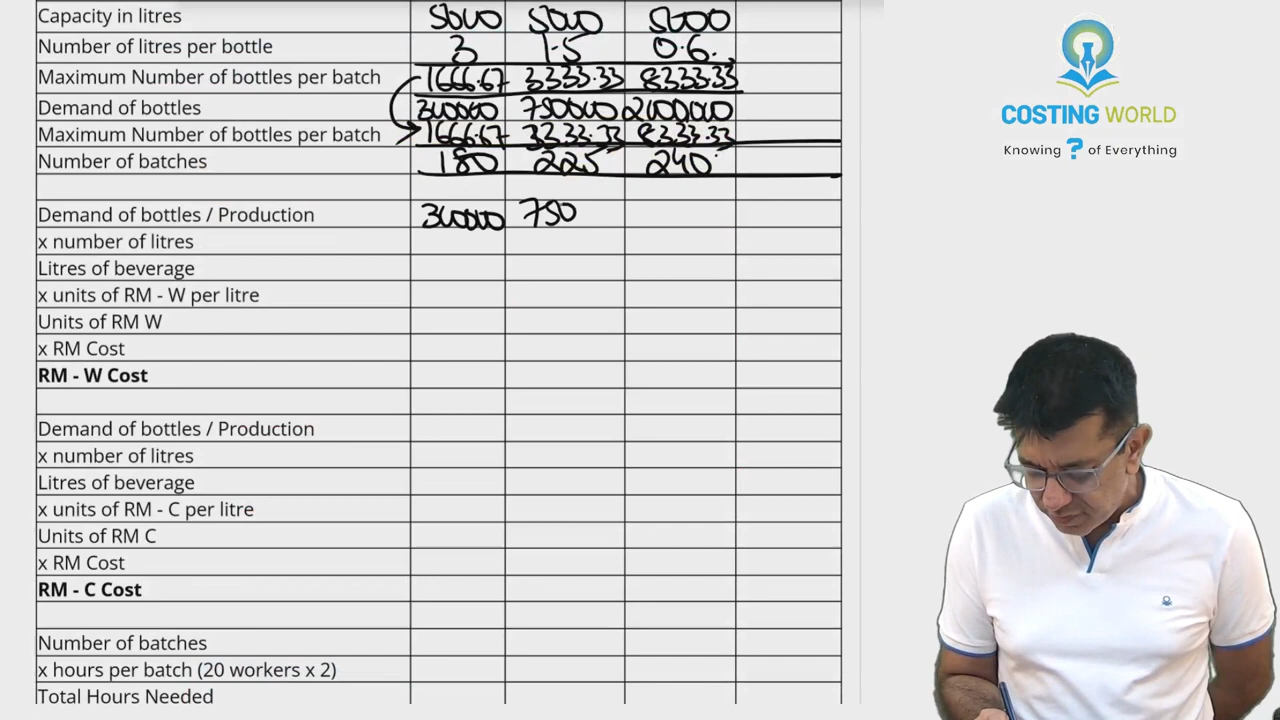 Capacity in litres 5000 5000 5000
Number of litres per bottle 3 1.5 0.6
Maximum Number of bottles per batch 1666.67 3333.33 8333.33
Demand of bottles 300000 750000 2000000
Maximum Number of bottles per batch 1666.67 3333.33 8333.33
Number of batches 180 225 240
Demand of bottles / Production 300000 750
x number of litres
Litres of beverage
x units of RM - W per litre
Units of RM W
x RM Cost
RM - W Cost
Demand of bottles / Production
x number of litres
Litres of beverage
x units of RM - C per litre
Units of RM C
x RM Cost
RM - C Cost
Number of batches
x hours per batch (20 workers x 2)
Total Hours Needed
COSTING WORLD
Knowing ? of Everything